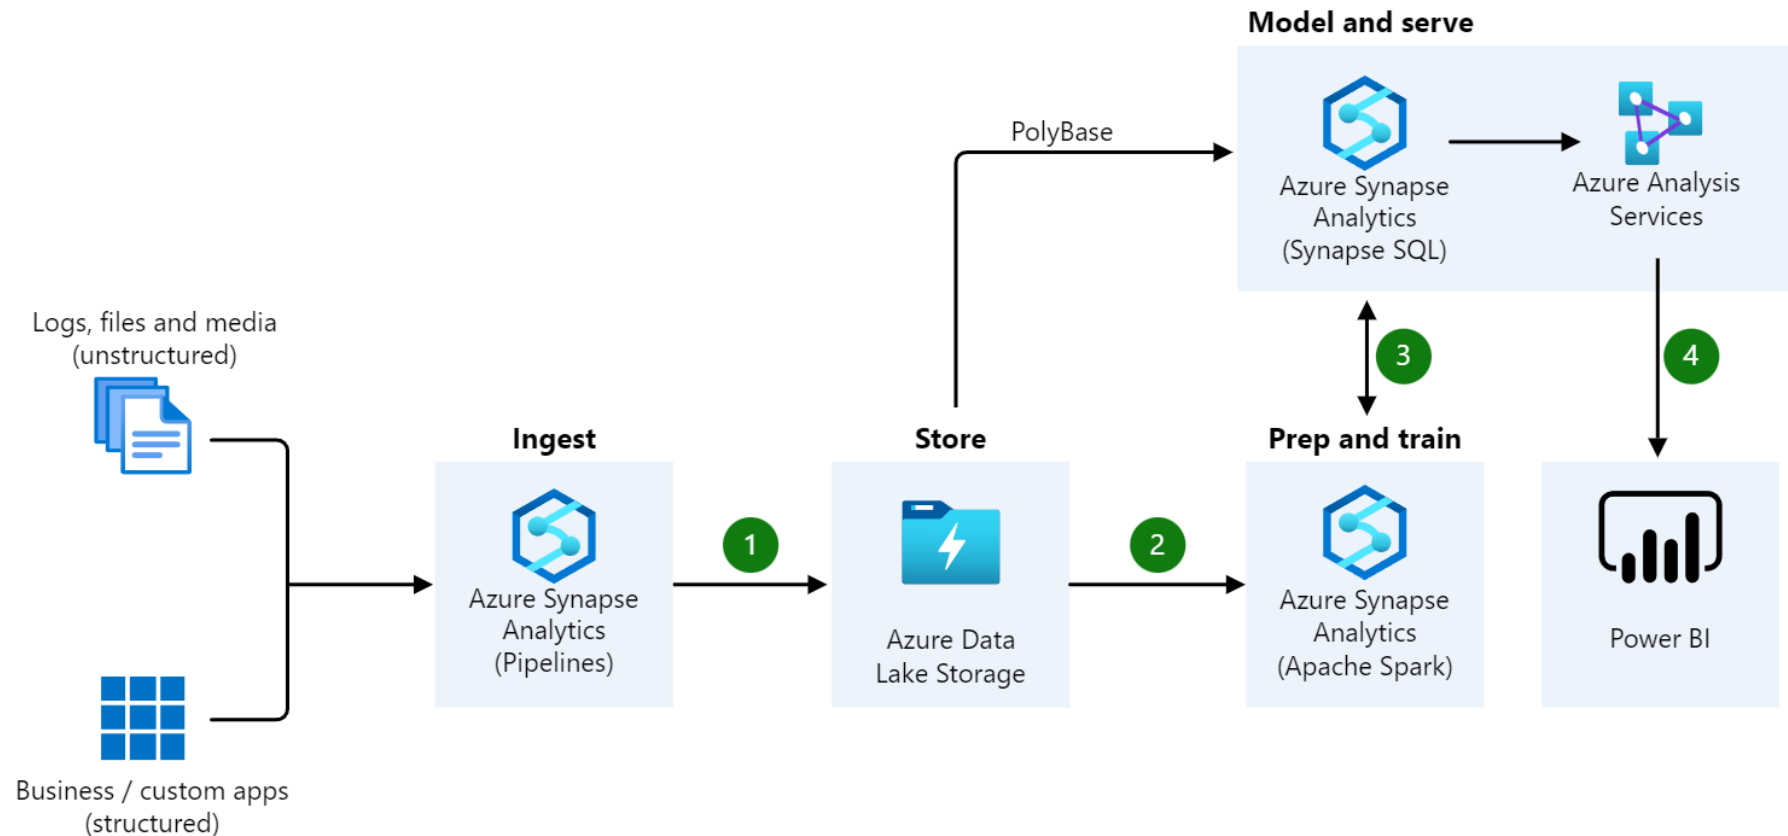 Model and serve
PolyBase
Azure Synapse
Analytics
(Synapse SQL)
Azure Analysis
Services
Logs, files and media
(unstructured)
3
4
Ingest
Store
Prep and train
1
2
Azure Synapse
Analytics
(Pipelines)
Azure Data
Lake Storage
Azure Synapse
Analytics
(Apache Spark)
Power BI
Business / custom apps
(structured)